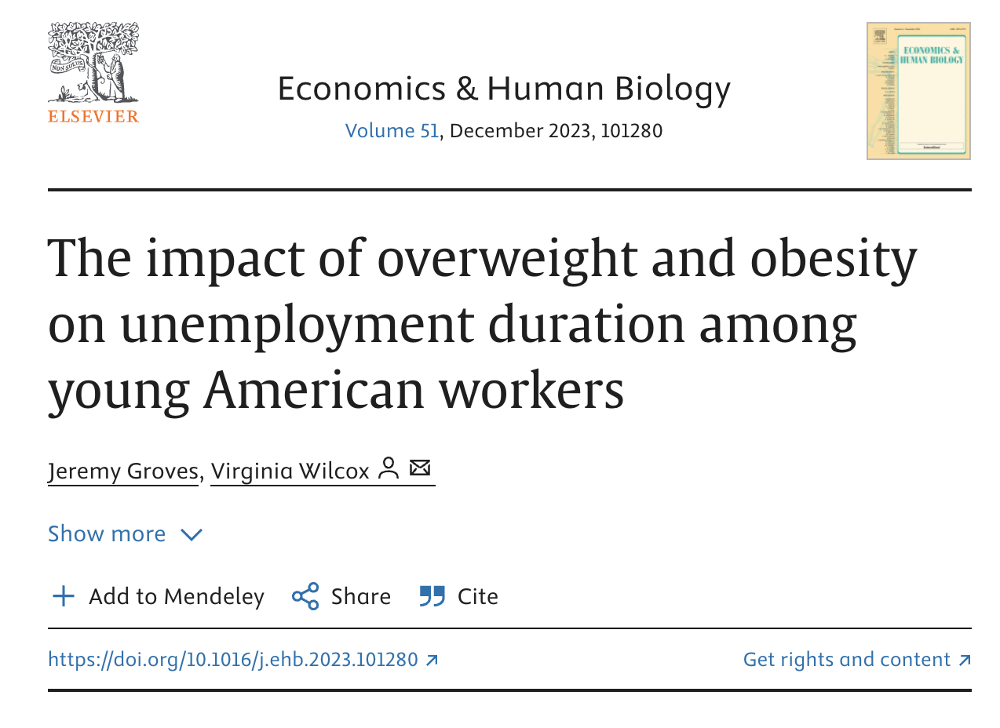 NON SOLUS
ELSEVIER
Economics & Human Biology
Volume 51, December 2023, 101280
ECONOMICS &
HUMAN BIOLOGY
ScienceDirect
The impact of overweight and obesity
on unemployment duration among
young American workers
Jeremy Groves, Virginia Wilcox
Show more
Add to Mendeley Share Cite
https://doi.org/10.1016/j.ehb.2023.101280
Get rights and content